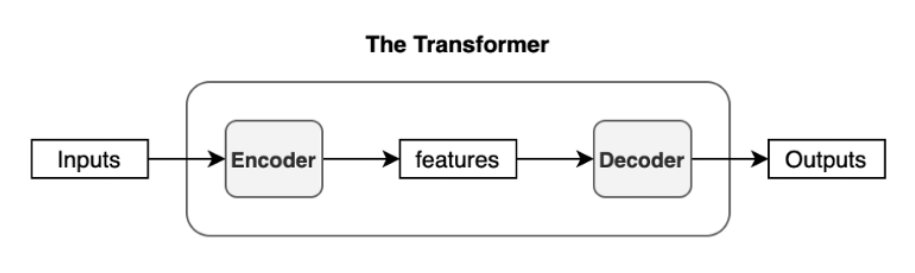 The Transformer
Inputs
Encoder
features
Decoder
Outputs